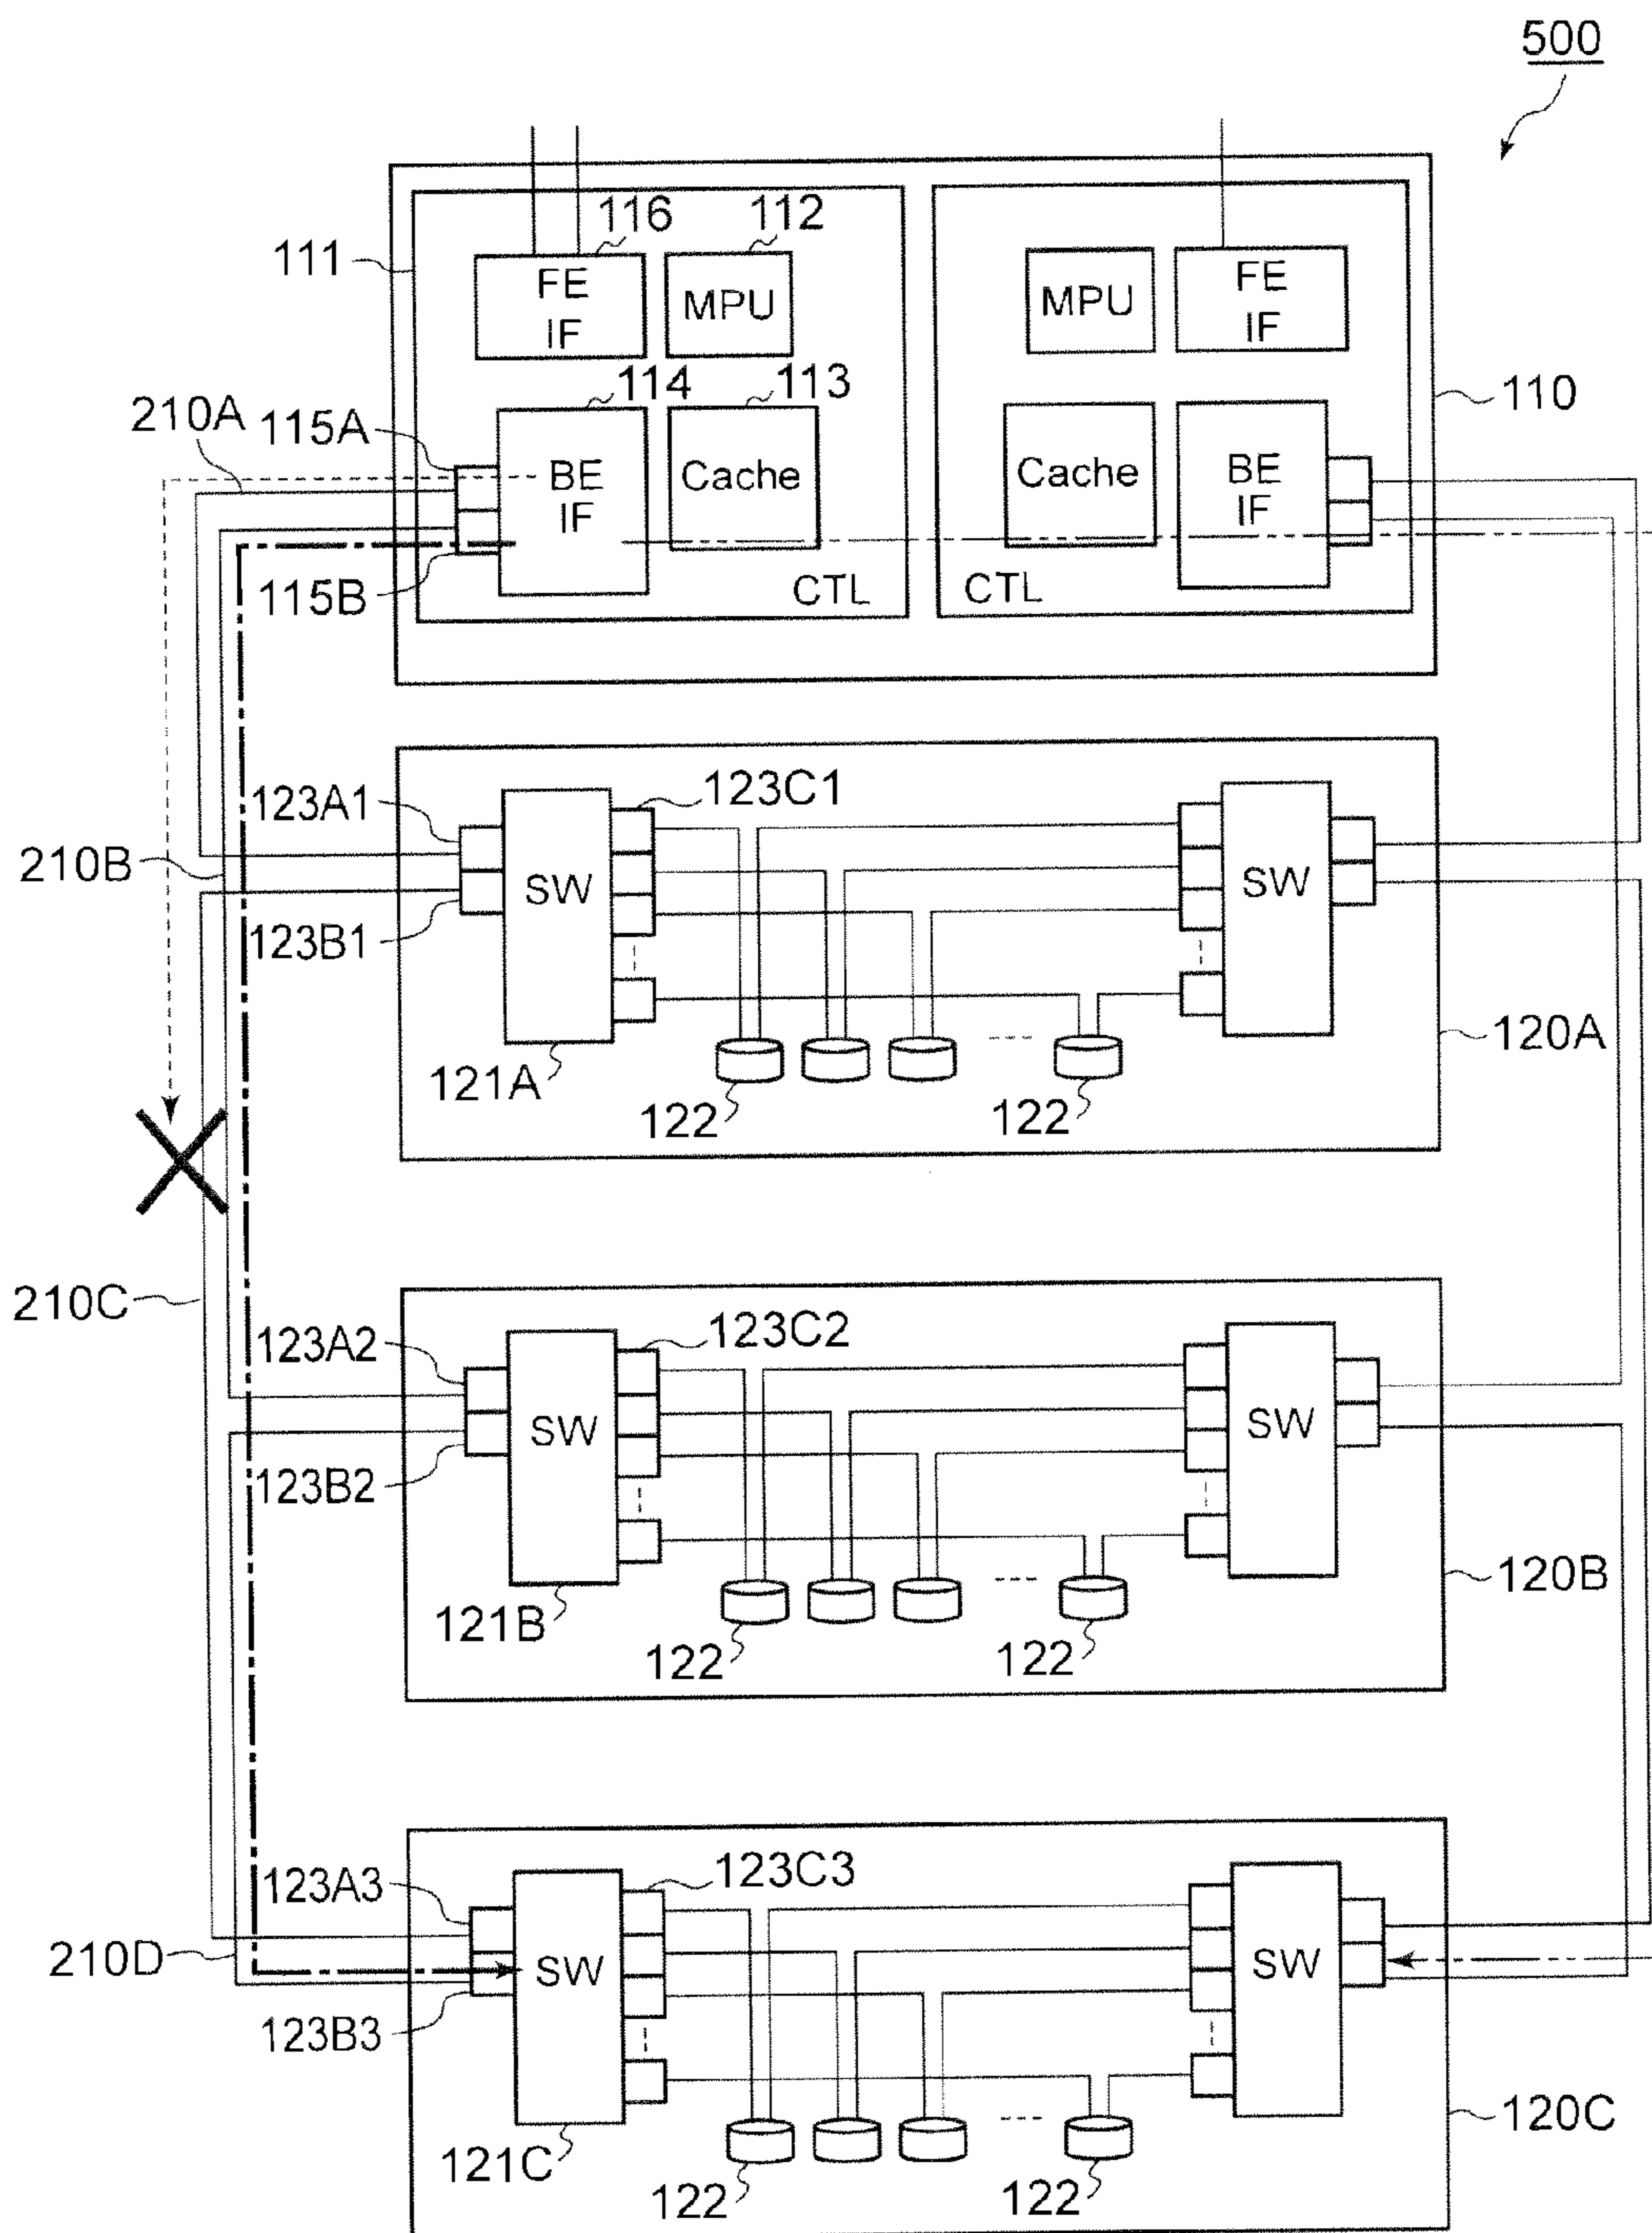 500
116
112
111
FE
IF
MPU
MPU
FE
IF
114
113
110
210A
115A
BE
IF
Cache
Cache
BE
IF
115B
CTL
CTL
123A1
123C1
210B
SW
SW
123B1
120A
121A
122
122
210C
123A2
123C2
SW
SW
123B2
120B
121B
122
122
123A3
123C3
210D
SW
SW
123B3
120C
121C
122
122